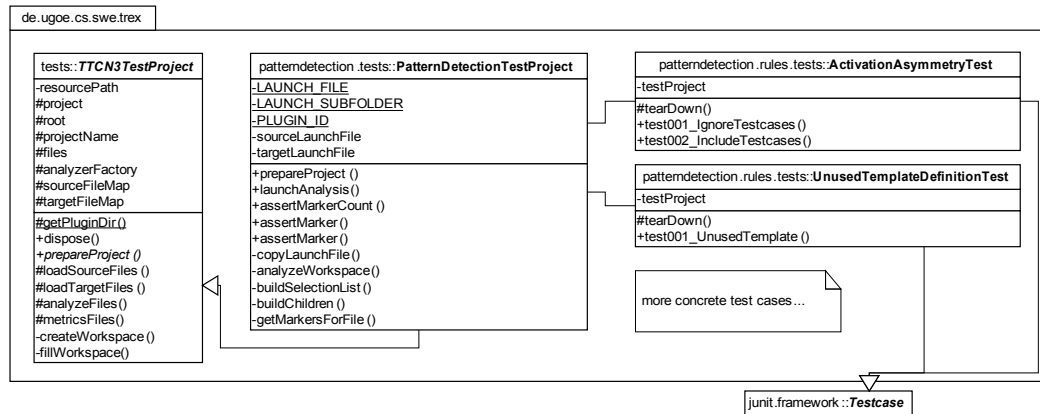 de.ugoe.cs.swe.trex
tests::TTCN3TestProject
-resourcePath
#project
#root
#projectName
#files
#analyzerFactory
#sourceFileMap
#targetFileMap
#getPluginDir()
+dispose()
+prepareProject ()
#loadSourceFiles ()
#loadTargetFiles ()
#analyzeFiles()
#metricsFiles()
-createWorkspace ()
-fillWorkspace()
patterndetection .tests::PatternDetectionTestProject
-LAUNCH_FILE
-LAUNCH_SUBFOLDER
-PLUGIN_ID
-sourceLaunchFile
-targetLaunchFile
+prepareProject ()
+launchAnalysis()
+assertMarkerCount ()
+assertMarker()
+assertMarker()
-copyLaunchFile()
-analyzeWorkspace()
-buildSelectionList ()
-buildChildren ()
-getMarkersForFile ()
patterndetection .rules .tests::ActivationAsymmetryTest
-testProject
#tearDown()
+test001_IgnoreTestcases()
+test002_IncludeTestcases()
patterndetection .rules .tests::UnusedTemplateDefinitionTest
-testProject
#tearDown()
+test001_UnusedTemplate ()
more concrete test cases ...
junit.framework ::Testcase